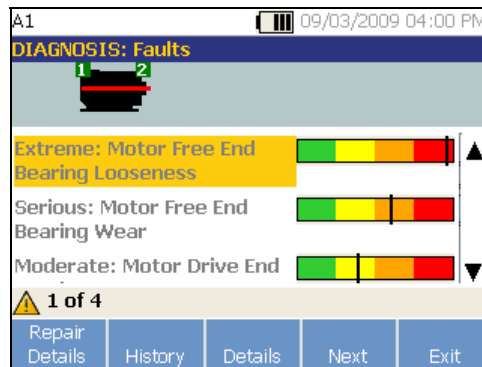 A1 09/03/2009 04:00 PM
DIAGNOSIS: Faults
1 2
Extreme: Motor Free End
Bearing Looseness
Serious: Motor Free End
Bearing Wear
Moderate: Motor Drive End
1 of 4
Repair
Details History Details Next Exit